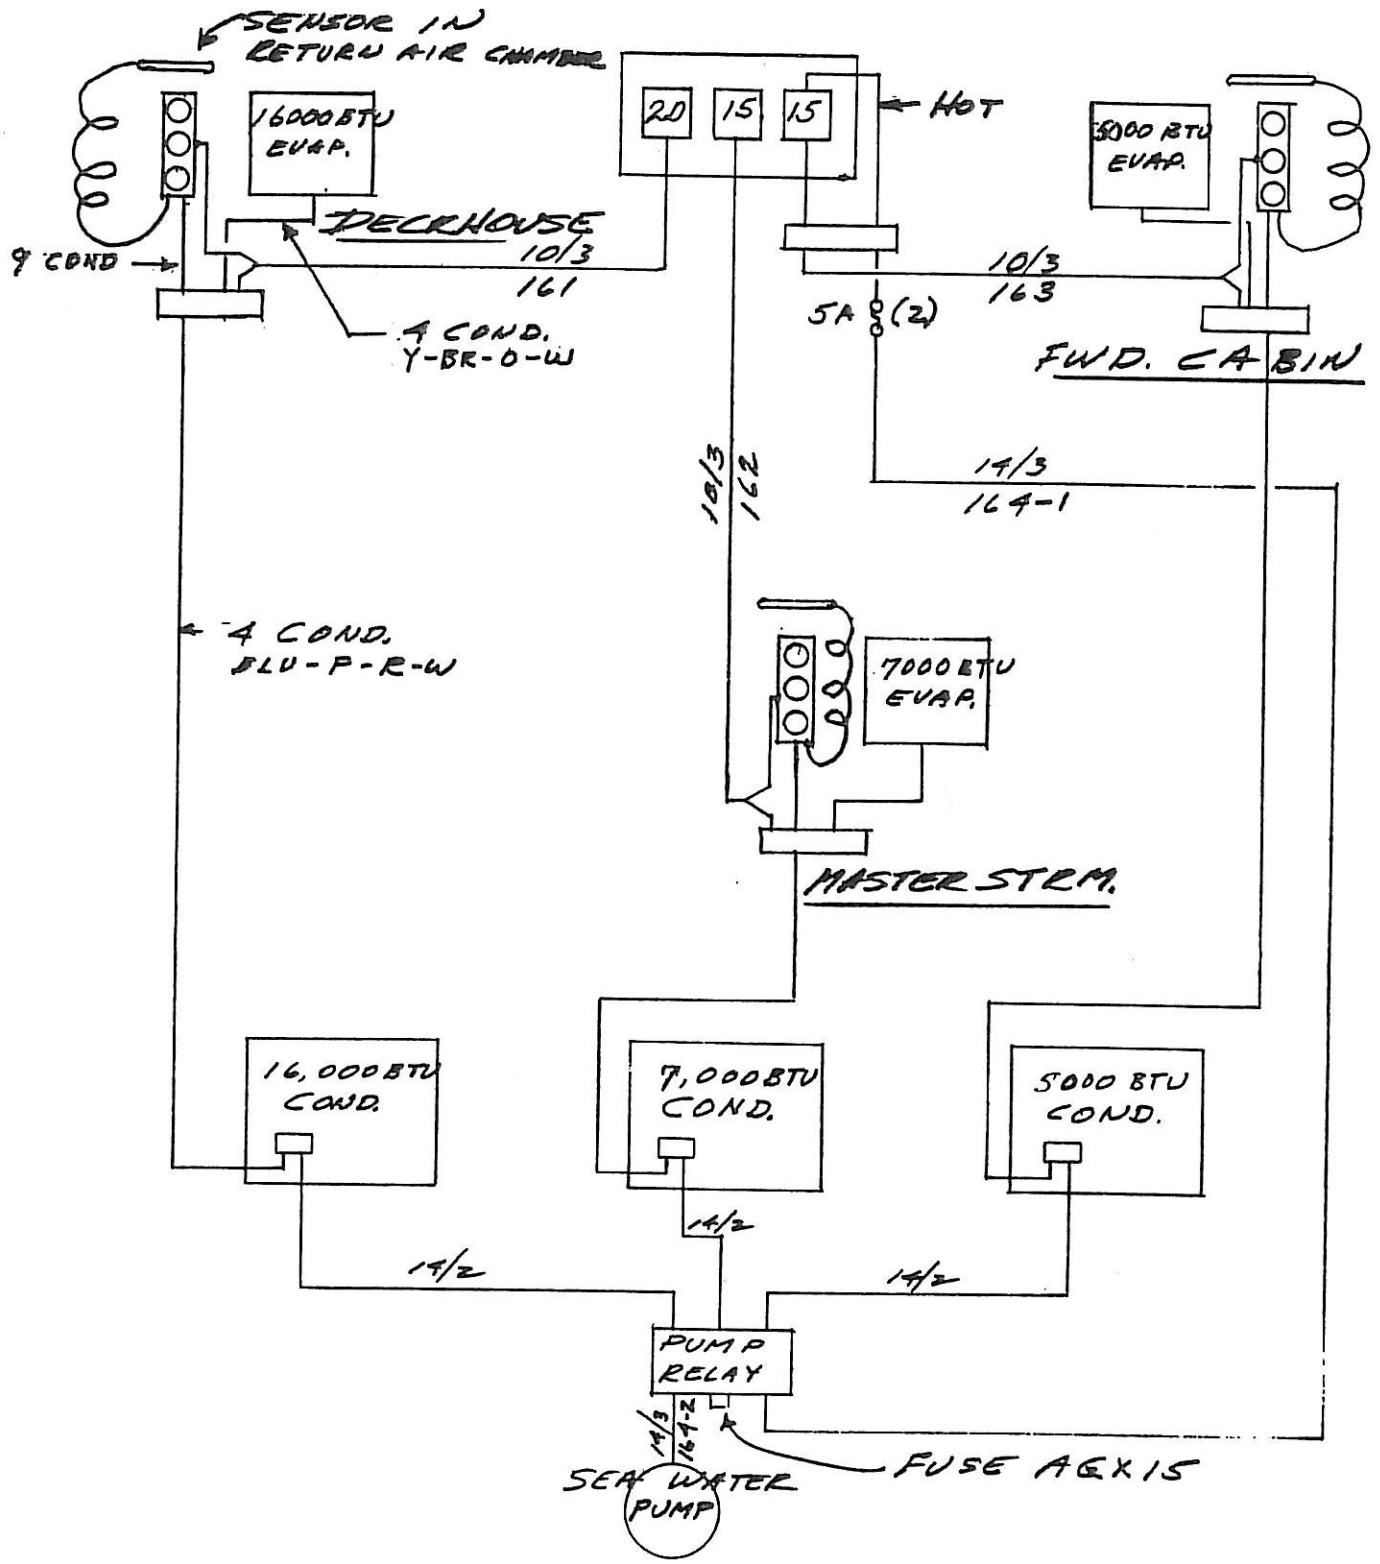 SENSOR IN
RETURN AIR CHAMBER
16000 BTU
EVAP.
20
15
15
HOT
5000 BTU
EVAP.
DECKHOUSE
9 COND
10/3
161
4 COND.
Y-BR-O-W
10/3
163
5A (2)
FWD. CABIN
10/3
162
14/3
164-1
4 COND.
BLU-P-R-W
7000 BTU
EVAP.
MASTER STRM.
16,000 BTU
COND.
7,000 BTU
COND.
5000 BTU
COND.
14/2
14/2
14/2
PUMP
RELAY
14/3
164-2
FUSE AGX15
SEA WATER
PUMP